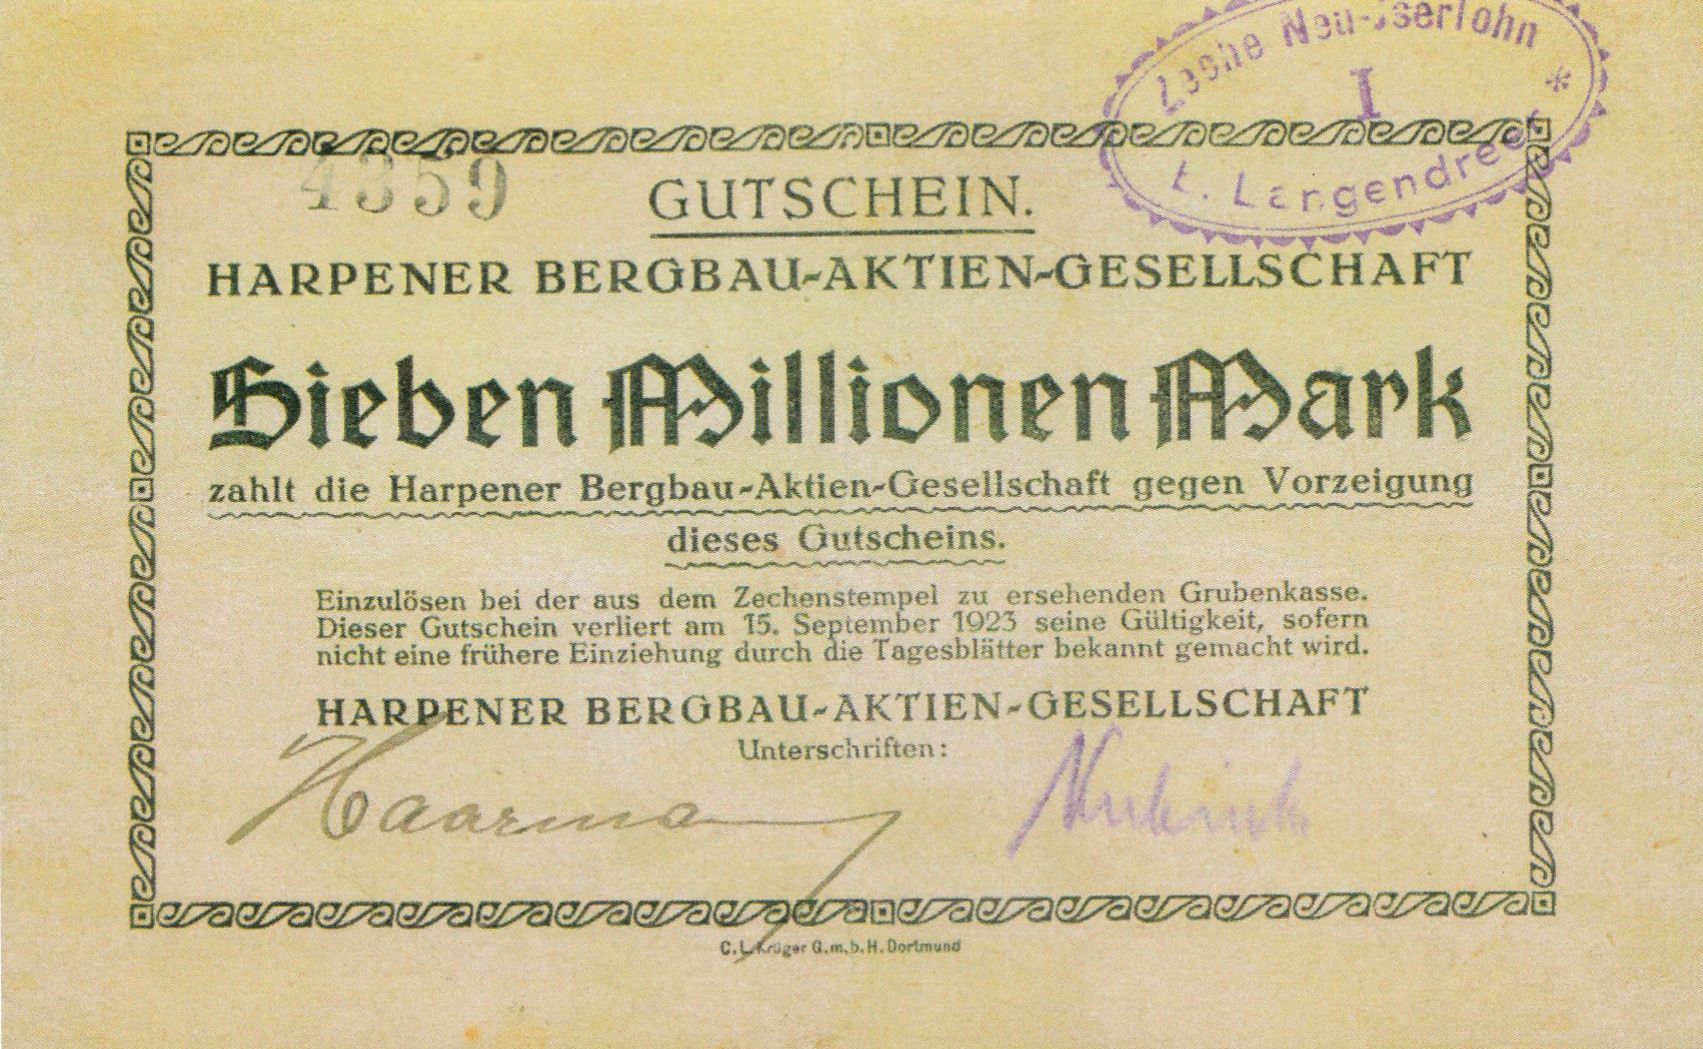 Zeche Neu-Iserlohn
I
*
b. Langendreer
4359
GUTSCHEIN.
HARPENER BERGBAU-AKTIEN-GESELLSCHAFT
Sieben Millionen Mark
zahlt die Harpener Bergbau-Aktien-Gesellschaft gegen Vorzeigung
dieses Gutscheins.
Einzulösen bei der aus dem Zechenstempel zu ersehenden Grubenkasse.
Dieser Gutschein verliert am 15. September 1923 seine Gültigkeit, sofern
nicht eine frühere Einziehung durch die Tagesblätter bekannt gemacht wird.
HARPENER BERGBAU-AKTIEN-GESELLSCHAFT
Unterschriften:
Haarma
C. L. Krüger G.m.b.H. Dortmund